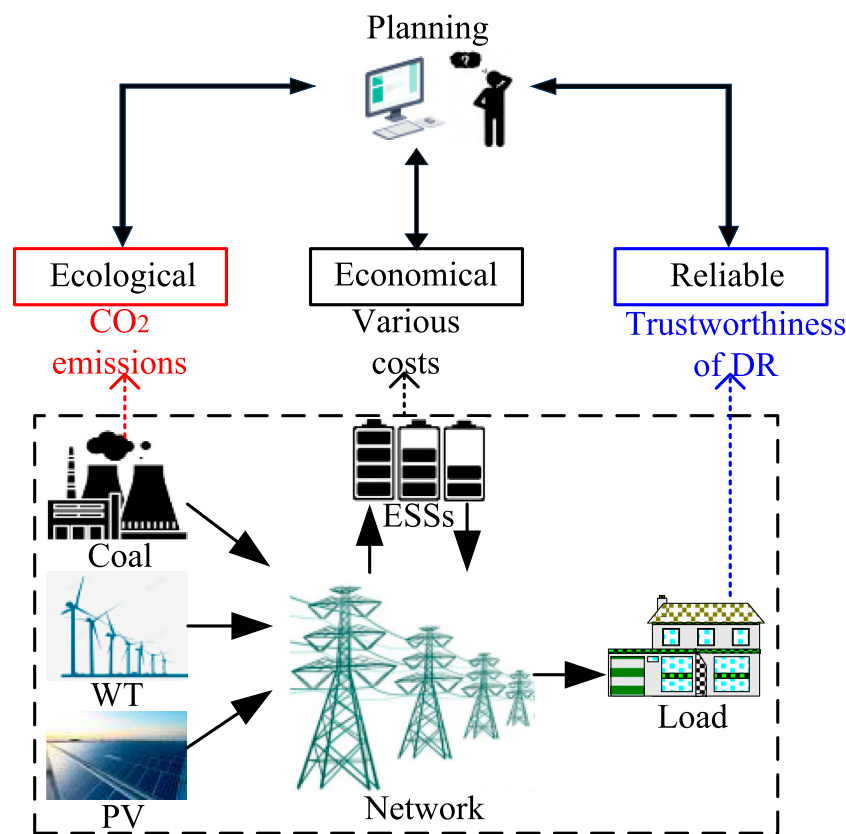 Planning
?
Ecological
Economical
Reliable
CO2
emissions
Various
costs
Trustworthiness
of DR
ESSs
Coal
WT
Load
PV
Network